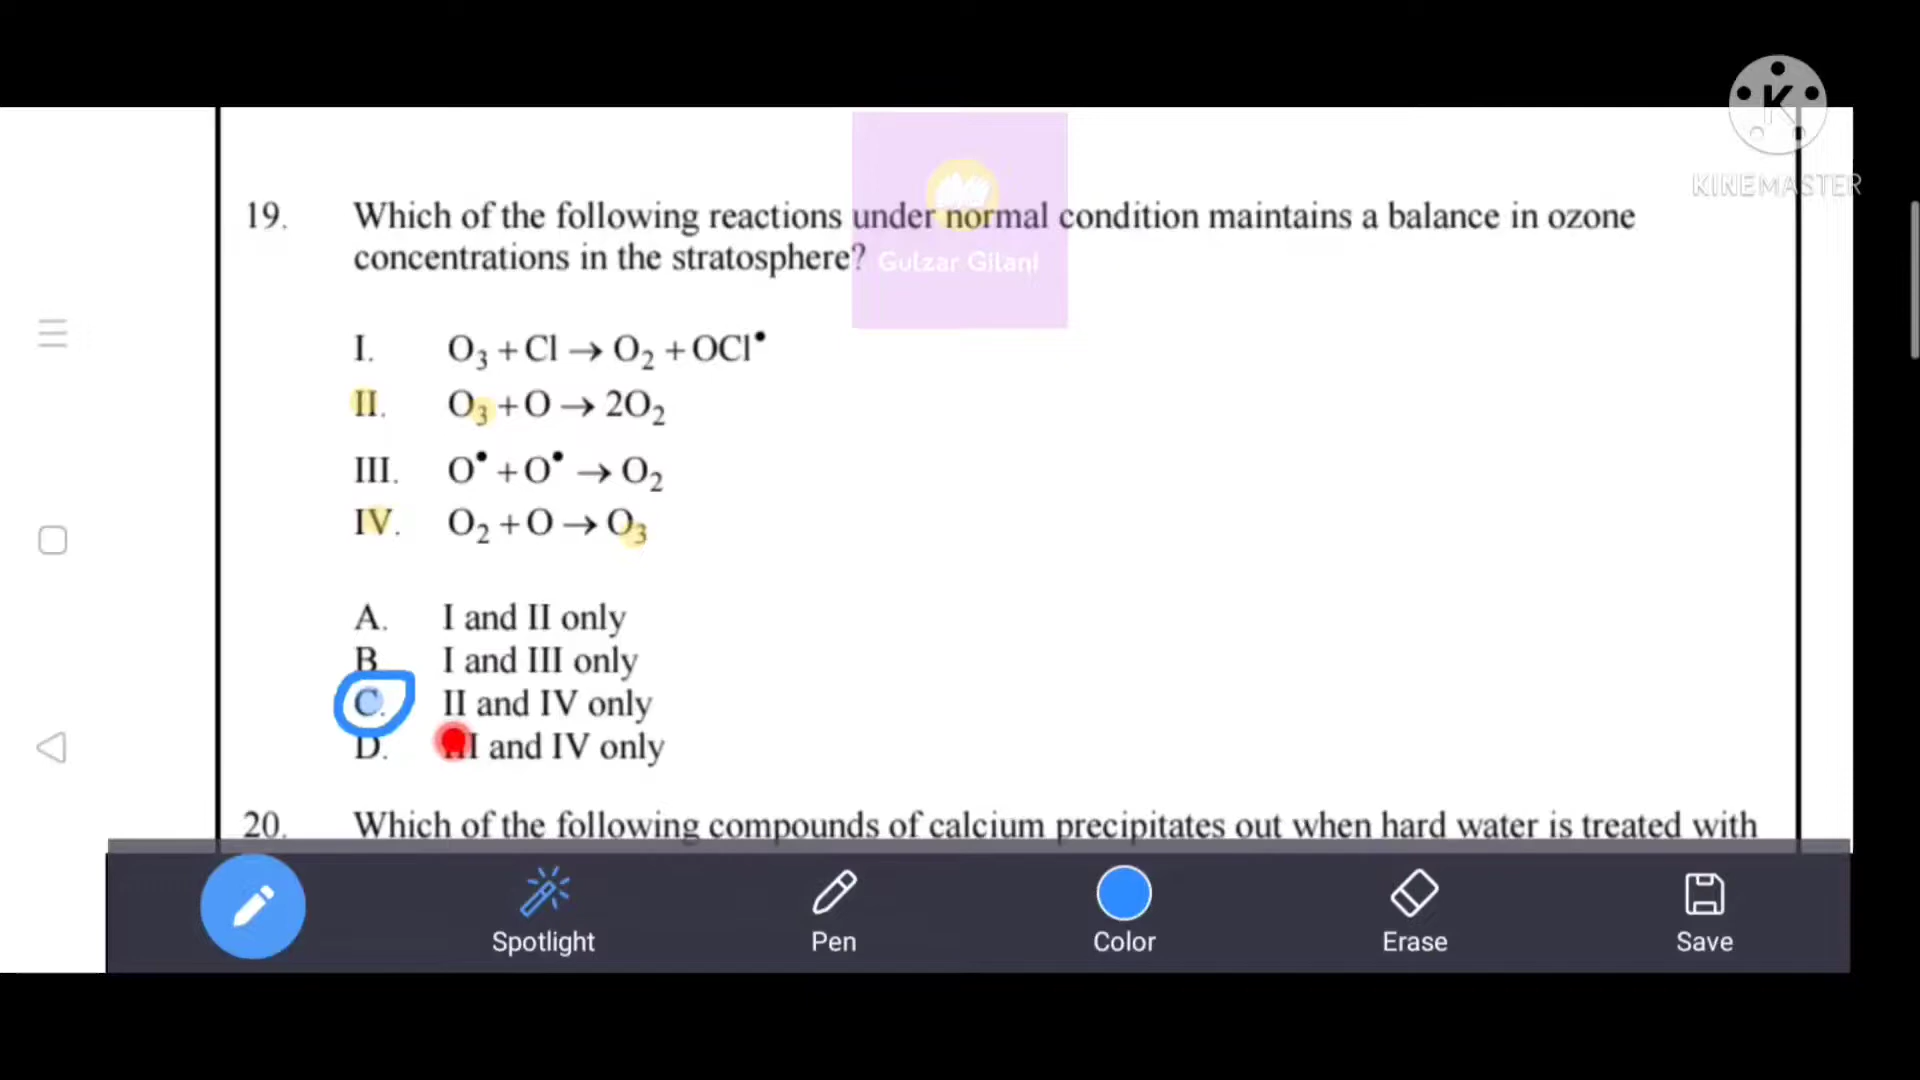 KINEMASTER
19. Which of the following reactions under normal condition maintains a balance in ozone
concentrations in the stratosphere?
Gulzar Gilani
I. O₃ + Cl → O₂ + OCl•
II. O₃ + O → 2O₂
III. O• + O• → O₂
IV. O₂ + O → O₃
A. I and II only
B I and III only
C. II and IV only
D. III and IV only
20. Which of the following compounds of calcium precipitates out when hard water is treated with
Spotlight Pen Color Erase Save